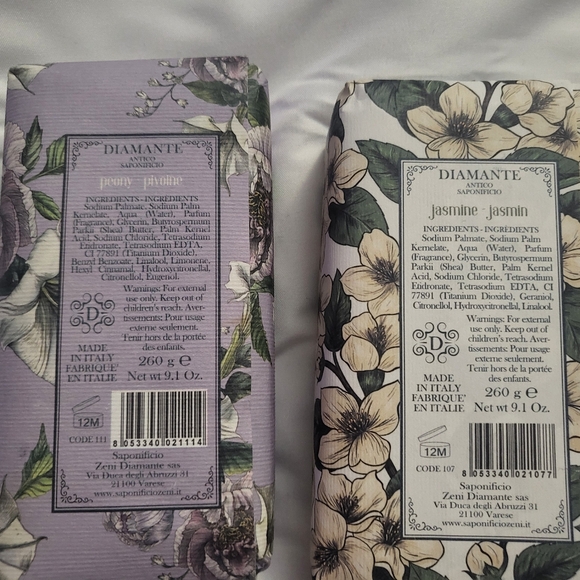 DIAMANTE
ANTICO
SAPONIFICIO
peony - pivoine
INGREDIENTS - INGREDIENTS
Sodium Palmate, Sodium Palm
Kernelate, Aqua (Water), Parfum
(Fragrance), Glycerin, Butyrospermum
Parkii (Shea) Butter, Palm Kernel
Acid, Sodium Chloride, Tetrasodium
Etidronate, Tetrasodium EDTA,
CI 77891 (Titanium Dioxide),
Benzyl Benzoate, Linalool, Limonene,
Hexyl Cinnamal, Hydroxycitronellal,
Citronellol, Eugenol.
Warnings: For external
use only. Keep out of
children's reach. Aver-
tissements: Pour usage
externe seulement.
Tenir hors de la portée
des enfants.
D
MADE
IN ITALY
FABRIQUE'
EN ITALIE
260 g e
Net wt 9.1 Oz.
12M
CODE 111
8 053340 021114
Saponificio
Zeni Diamante sas
Via Duca degli Abruzzi 31
21100 Varese
www.saponificiozeni.it
DIAMANTE
ANTICO
SAPONIFICIO
jasmine - jasmin
INGREDIENTS - INGRÉDIENTS
Sodium Palmate, Sodium Palm
Kernelate, Aqua (Water), Parfum
(Fragrance), Glycerin, Butyrospermum
Parkii (Shea) Butter, Palm Kernel
Acid, Sodium Chloride, Tetrasodium
Etidronate, Tetrasodium EDTA, CI
77891 (Titanium Dioxide), Geraniol,
Citronellol, Hydroxycitronellal, Linalool.
Warnings: For external
use only. Keep out of
children's reach. Aver-
tissements: Pour usage
externe seulement.
Tenir hors de la portée
des enfants.
D
MADE
IN ITALY
FABRIQUE'
EN ITALIE
260 g e
Net wt 9.1 Oz.
12M
CODE 107
8 053340 021077
Saponificio
Zeni Diamante sas
Via Duca degli Abruzzi 31
21100 Varese
www.saponificiozeni.it